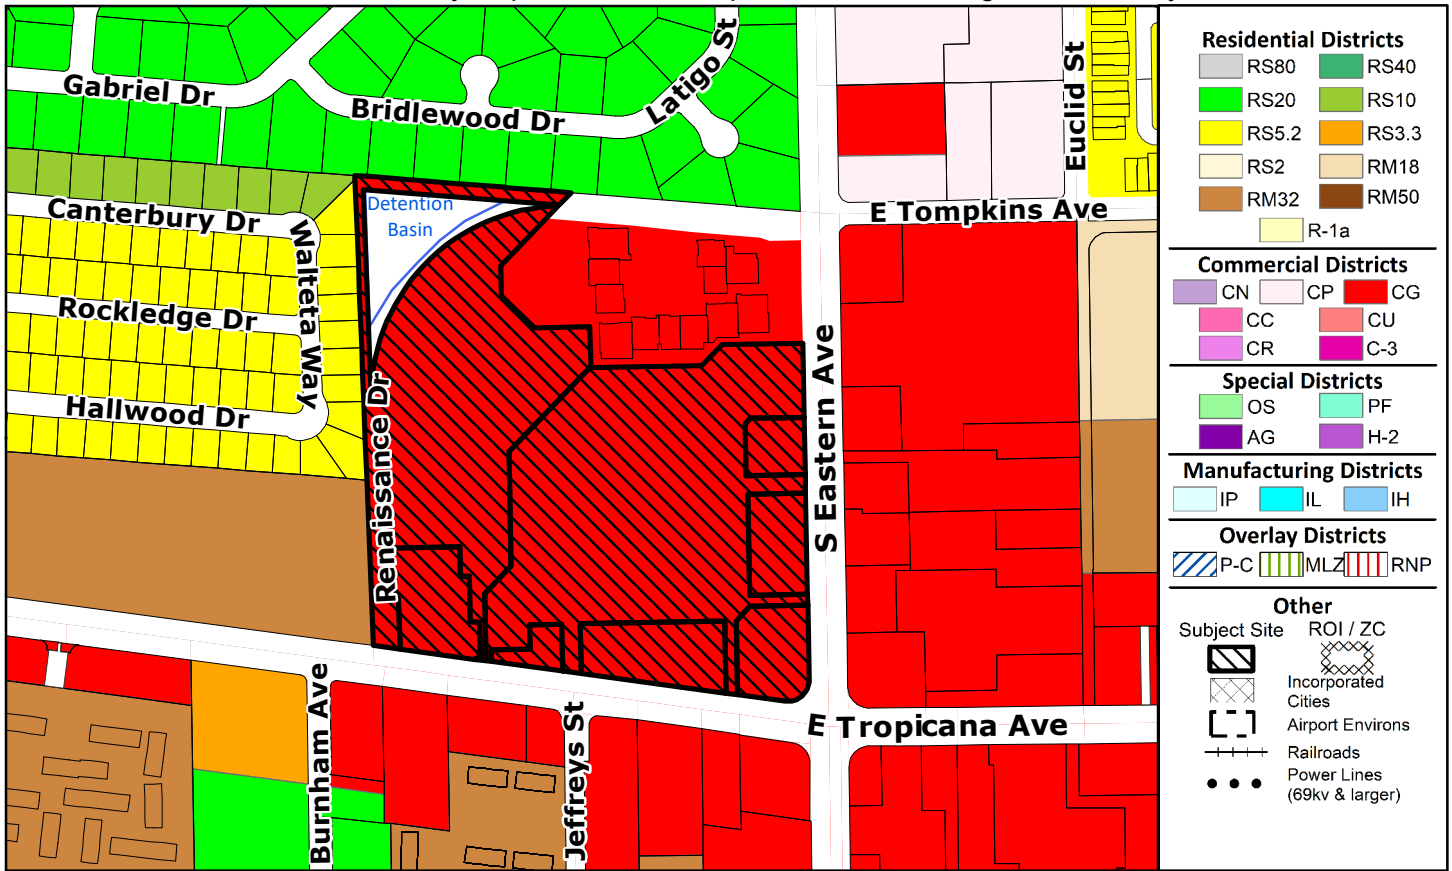 Gabriel Dr
Bridlewood Dr
Latigo St
Euclid St
Canterbury Dr
Walteta Way
Rockledge Dr
Hallwood Dr
Detention
Basin
E Tompkins Ave
S Eastern Ave
Renaissance Dr
Burnham Ave
Jeffreys St
E Tropicana Ave
Residential Districts
RS80
RS40
RS20
RS10
RS5.2
RS3.3
RS2
RM18
RM32
RM50
R-1a
Commercial Districts
CN
CP
CG
CC
CU
CR
C-3
Special Districts
OS
PF
AG
H-2
Manufacturing Districts
IP
IL
IH
Overlay Districts
P-C
MLZ
RNP
Other
Subject Site
ROI / ZC
Incorporated
Cities
Airport Environs
Railroads
Power Lines
(69kv & larger)